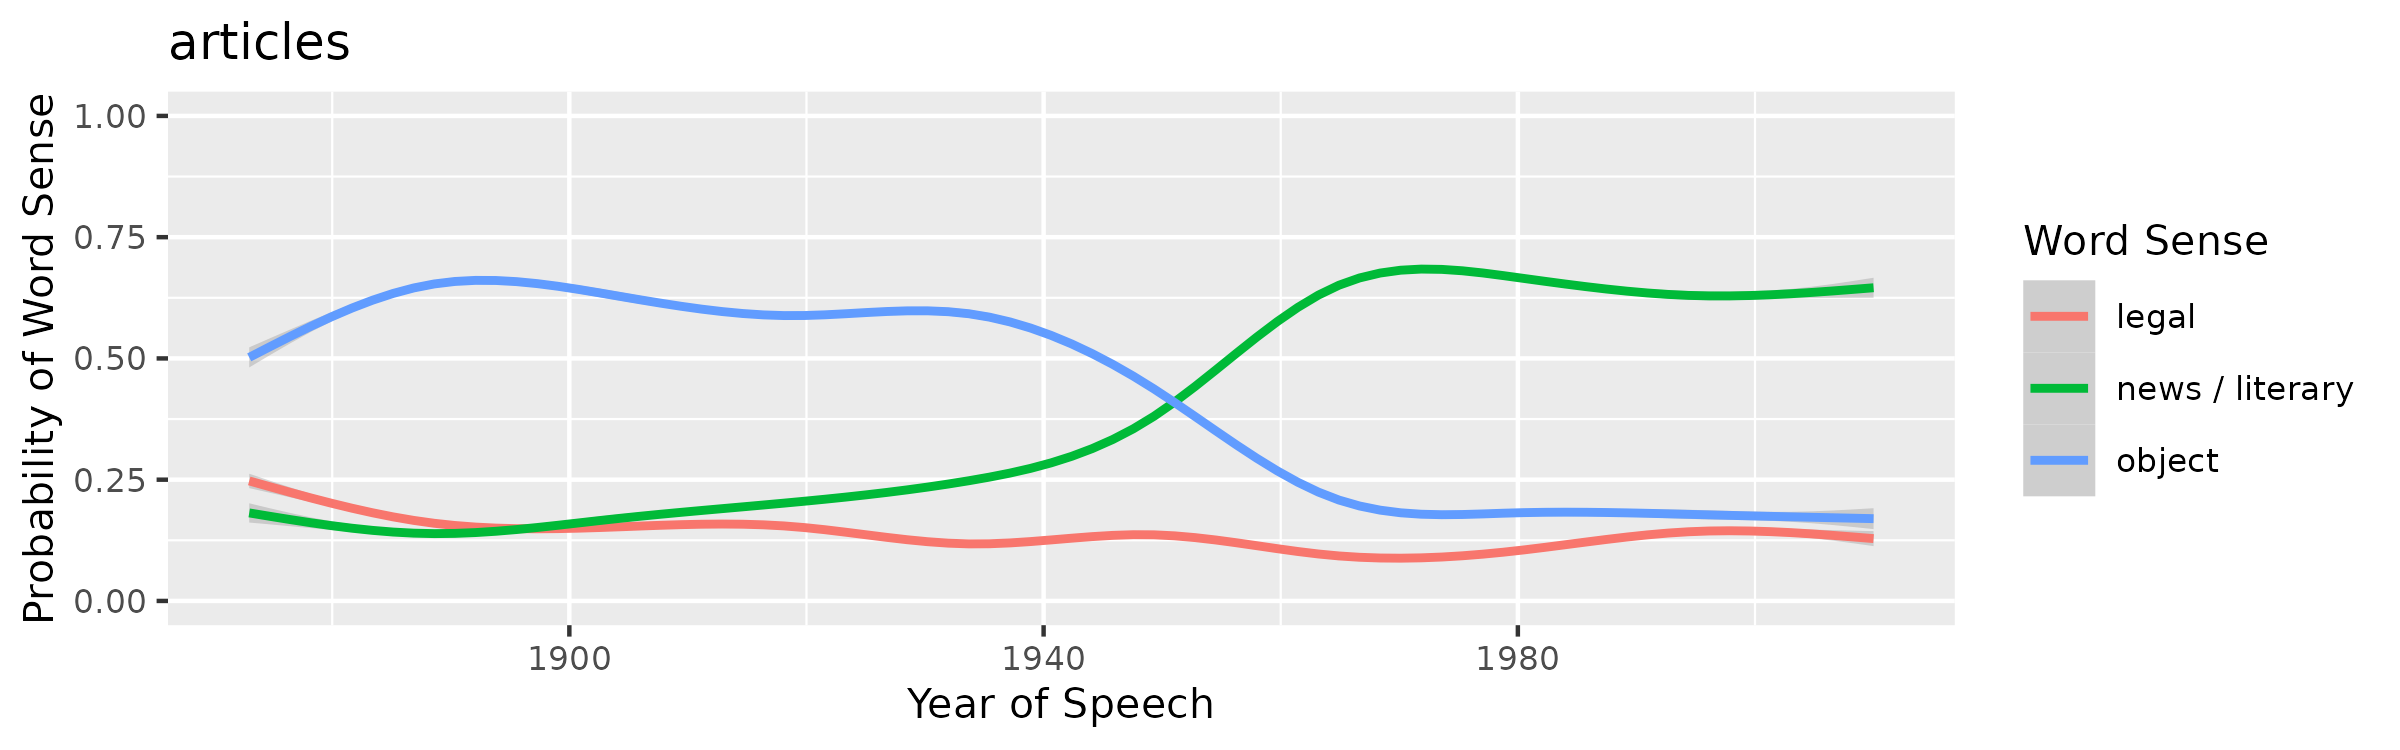 articles
Probability of Word Sense
1.00
0.75
0.50
0.25
0.00
1900
1940
1980
Year of Speech
Word Sense
legal
news / literary
object